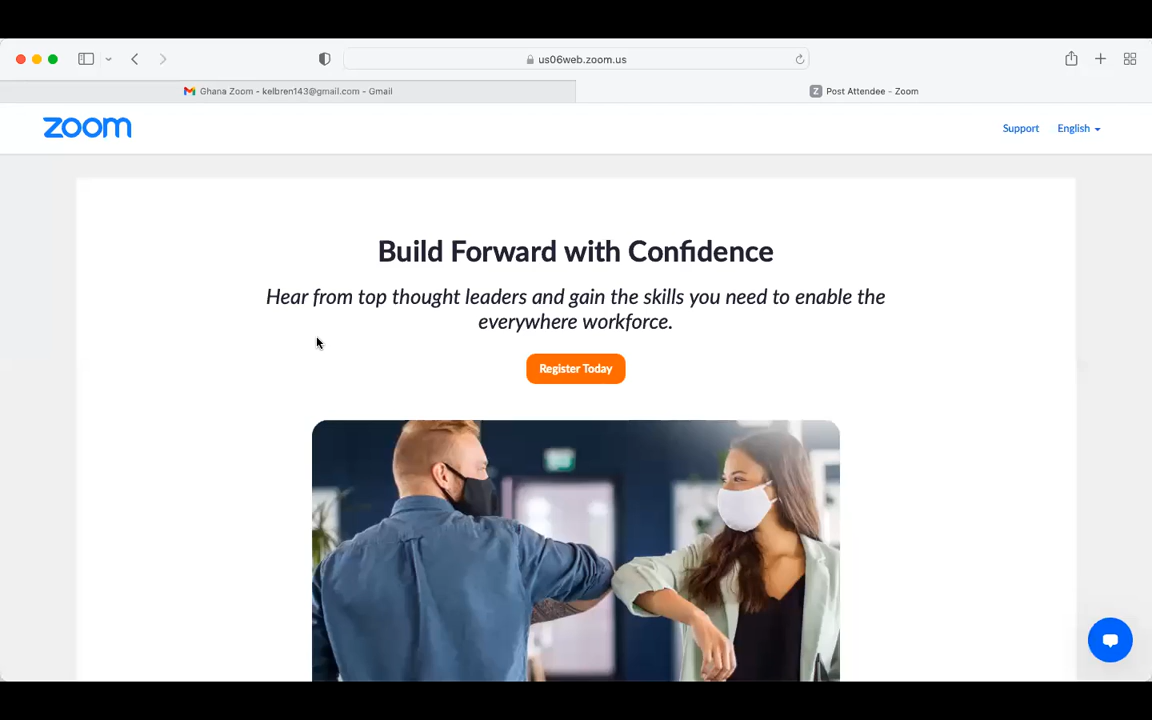 us06web.zoom.us
Ghana Zoom - kelbren143@gmail.com - Gmail
Z Post Attendee - Zoom
zoom
Support
English
Build Forward with Confidence
Hear from top thought leaders and gain the skills you need to enable the
everywhere workforce.
Register Today